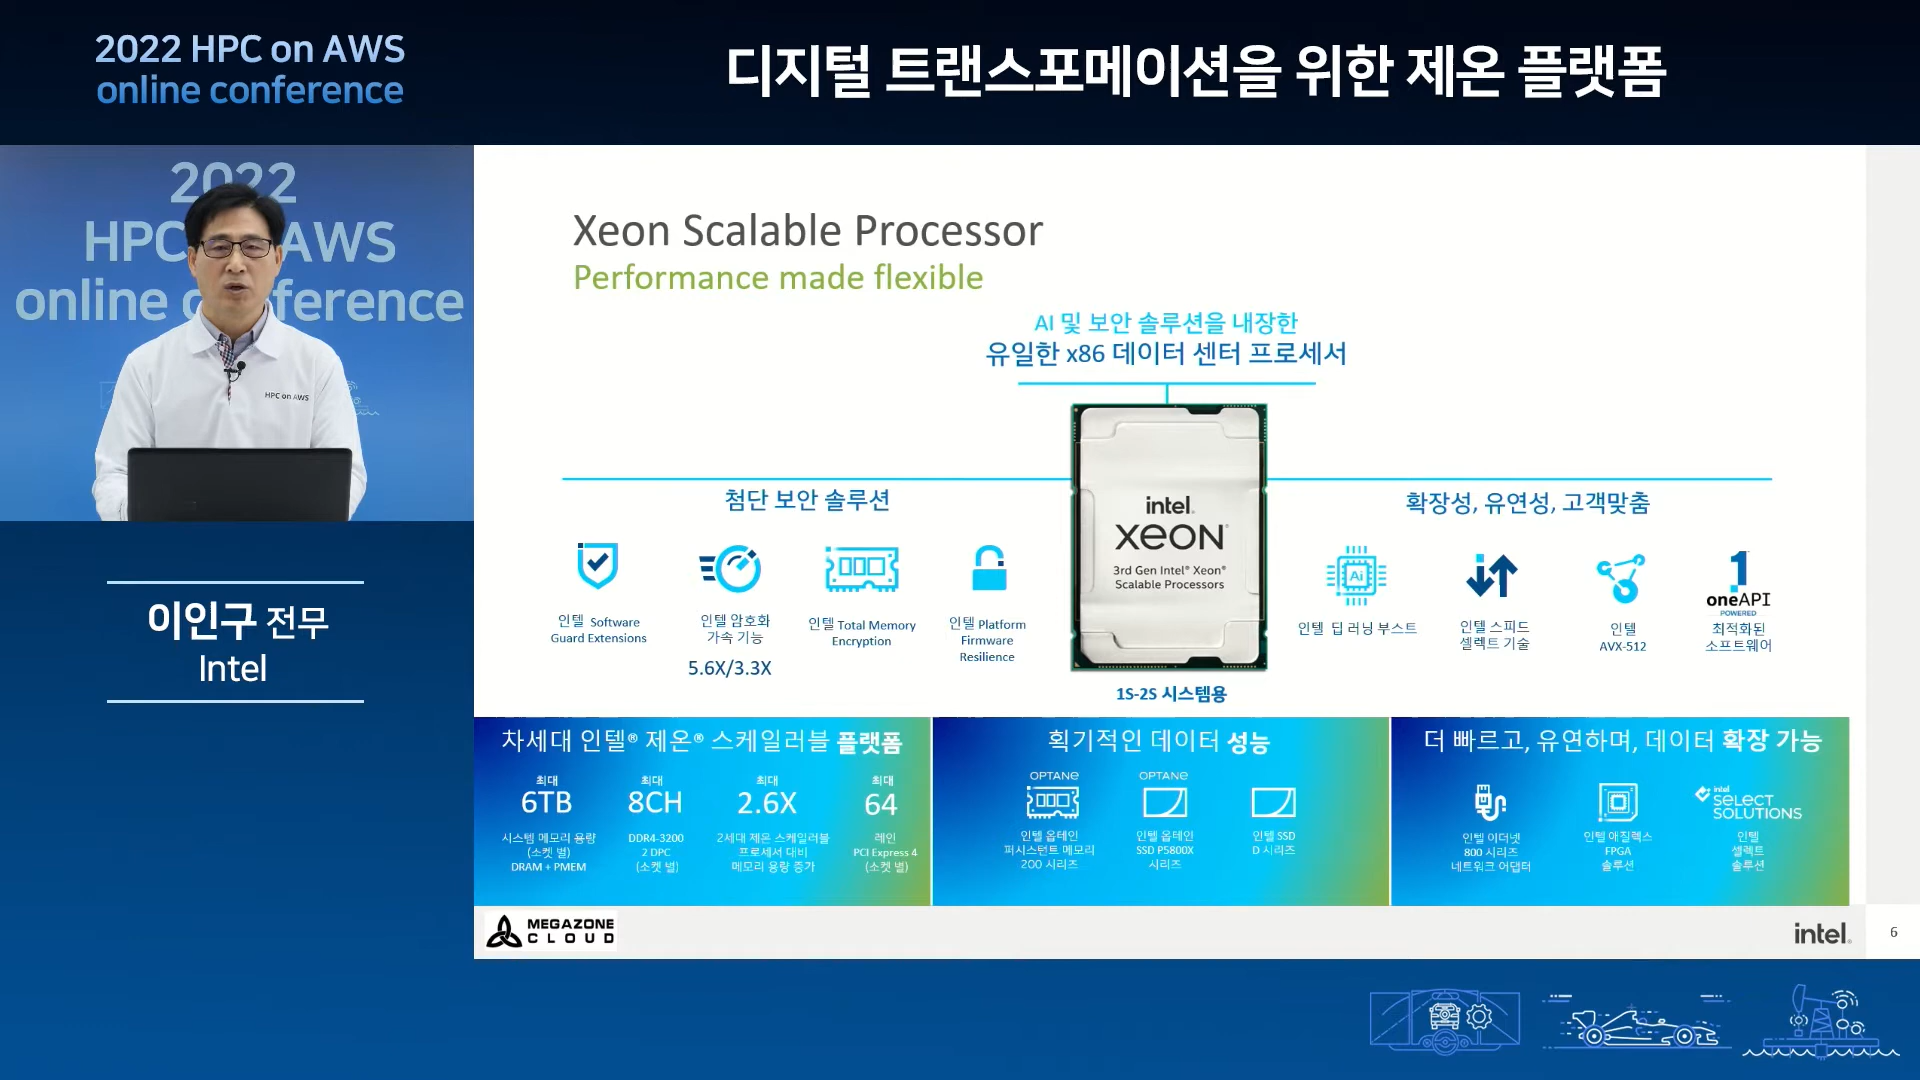 2022 HPC on AWS
online conference
디지털 트랜스포메이션을 위한 제온 플랫폼
2022
HPC AWS
online conference
HPC on AWS
이인구 전무
Intel
Xeon Scalable Processor
Performance made flexible
AI 및 보안 솔루션을 내장한
유일한 x86 데이터 센터 프로세서
첨단 보안 솔루션
인텔 Software
Guard Extensions
인텔 암호화
가속 기능
5.6X/3.3X
인텔 Total Memory
Encryption
인텔 Platform
Firmware
Resilience
intel.
XEON
3rd Gen Intel® Xeon®
Scalable Processors
1S-2S 시스템용
확장성, 유연성, 고객맞춤
Ai
인텔 딥 러닝 부스트
인텔 스피드
셀렉트 기술
인텔
AVX-512
1
oneAPI
POWERED
최적화된
소프트웨어
차세대 인텔® 제온® 스케일러블 플랫폼
최대
6TB
시스템 메모리 용량
(소켓 별)
DRAM + PMEM
최대
8CH
DDR4-3200
2 DPC
(소켓 별)
최대
2.6X
2세대 제온 스케일러블
프로세서 대비
메모리 용량 증가
최대
64
레인
PCI Express 4
(소켓 별)
획기적인 데이터 성능
OPTANE
인텔 옵테인
퍼시스턴트 메모리
200 시리즈
OPTANE
인텔 옵테인
SSD P5800X
시리즈
인텔 SSD
D 시리즈
더 빠르고, 유연하며, 데이터 확장 가능
인텔 이더넷
800 시리즈
네트워크 어댑터
인텔 애질렉스
FPGA
솔루션
intel
SELECT
SOLUTIONS
인텔
셀렉트
솔루션
MEGAZONE
CLOUD
intel.
6